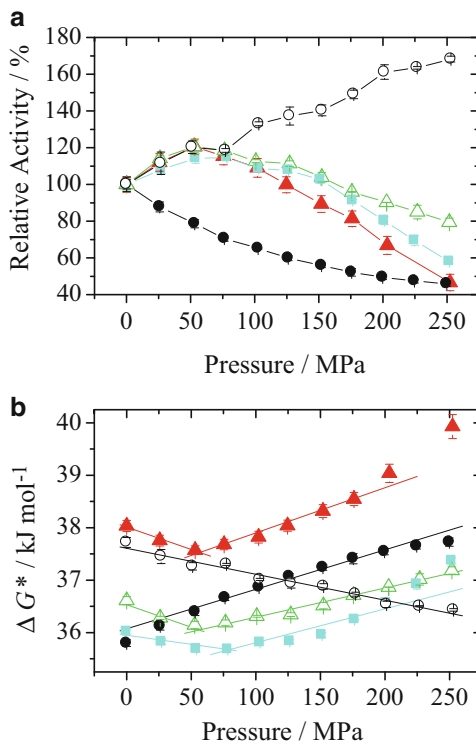 a
180
160
140
120
100
80
60
40
Relative Activity / %
0 50 100 150 200 250
Pressure / MPa
b
40
39
38
37
36
Δ G* / kJ mol⁻¹
0 50 100 150 200 250
Pressure / MPa